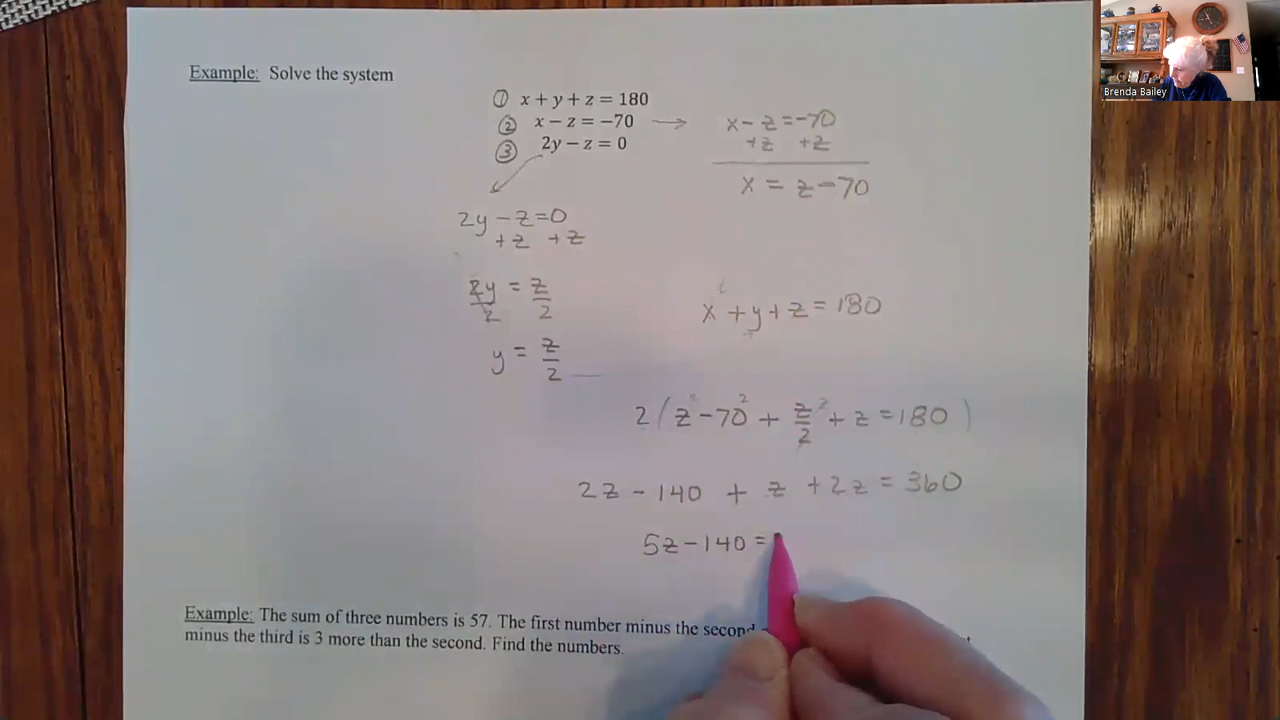 Example: Solve the system
① x + y + z = 180
② x − z = −70
③ 2y − z = 0
x - z = -70
+z +z
x = z - 70
2y - z = 0
+z +z
2y/2 = z/2
y = z/2
x + y + z = 180
2(z - 70 + z/2 + z = 180)
2z - 140 + z + 2z = 360
5z - 140 =
Example: The sum of three numbers is 57. The first number minus the second
minus the third is 3 more than the second. Find the numbers.
Brenda Bailey